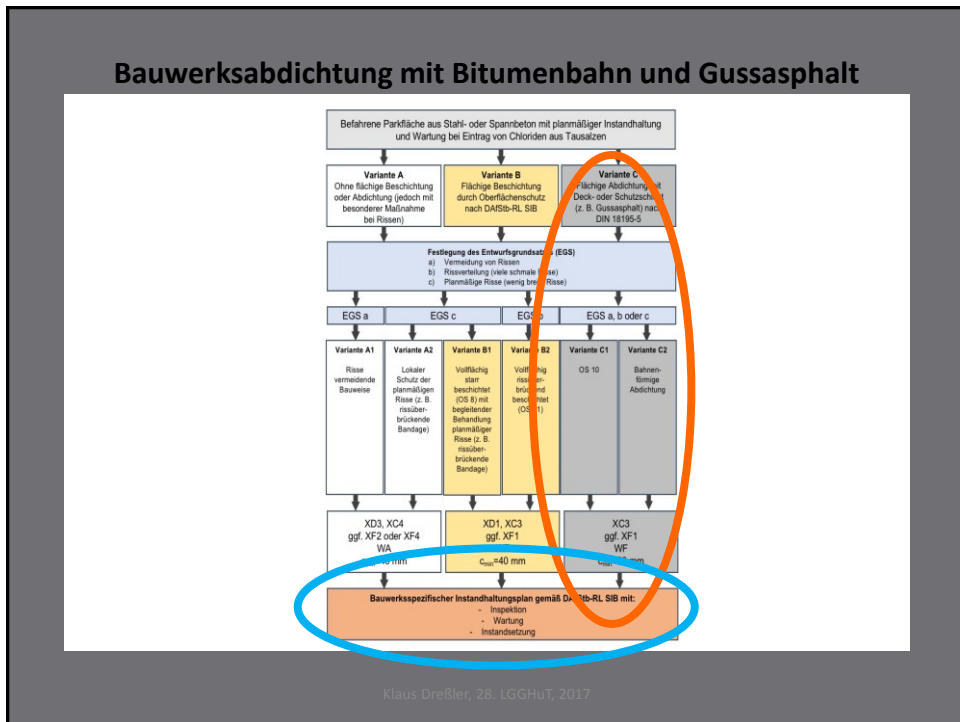 Bauwerksabdichtung mit Bitumenbahn und Gussasphalt
Befahrene Parkfläche aus Stahl- oder Spannbeton mit planmäßiger Instandhaltung
und Wartung bei Eintrag von Chloriden aus Tausalzen
Variante A
Ohne flächige Beschichtung
oder Abdichtung (jedoch mit
besonderer Maßnahme
bei Rissen)
Variante B
Flächige Beschichtung
durch Oberflächenschutz
nach DAfStb-RL SIB
Variante C
Flächige Abdichtung mit
Deck- oder Schutzschicht
(z. B. Gussasphalt) nach
DIN 18195-5
Festlegung des Entwurfsgrundsatzes (EGS)
a) Vermeidung von Rissen
b) Rissverteilung (viele schmale Risse)
c) Planmäßige Risse (wenig breite Risse)
EGS a
EGS c
EGS b
EGS a, b oder c
Variante A1
Risse
vermeidende
Bauweise
Variante A2
Lokaler
Schutz der
planmäßigen
Risse (z. B.
rissüber-
brückende
Bandage)
Variante B1
Vollflächig
starr
beschichtet
(OS 8) mit
begleitender
Behandlung
planmäßiger
Risse (z. B.
rissüber-
brückende
Bandage)
Variante B2
Vollflächig
rissüber-
brückend
beschichtet
(OS 11)
Variante C1
OS 10
Variante C2
Bahnen-
förmige
Abdichtung
XD3, XC4
ggf. XF2 oder XF4
WA
mm
XD1, XC3
ggf. XF1
cmin=40 mm
XC3
ggf. XF1
WF
mm
Bauwerksspezifischer Instandhaltungsplan gemäß DAfStb-RL SIB mit:
- Inspektion
- Wartung
- Instandsetzung
Klaus Dreßler, 28. LGGHuT, 2017